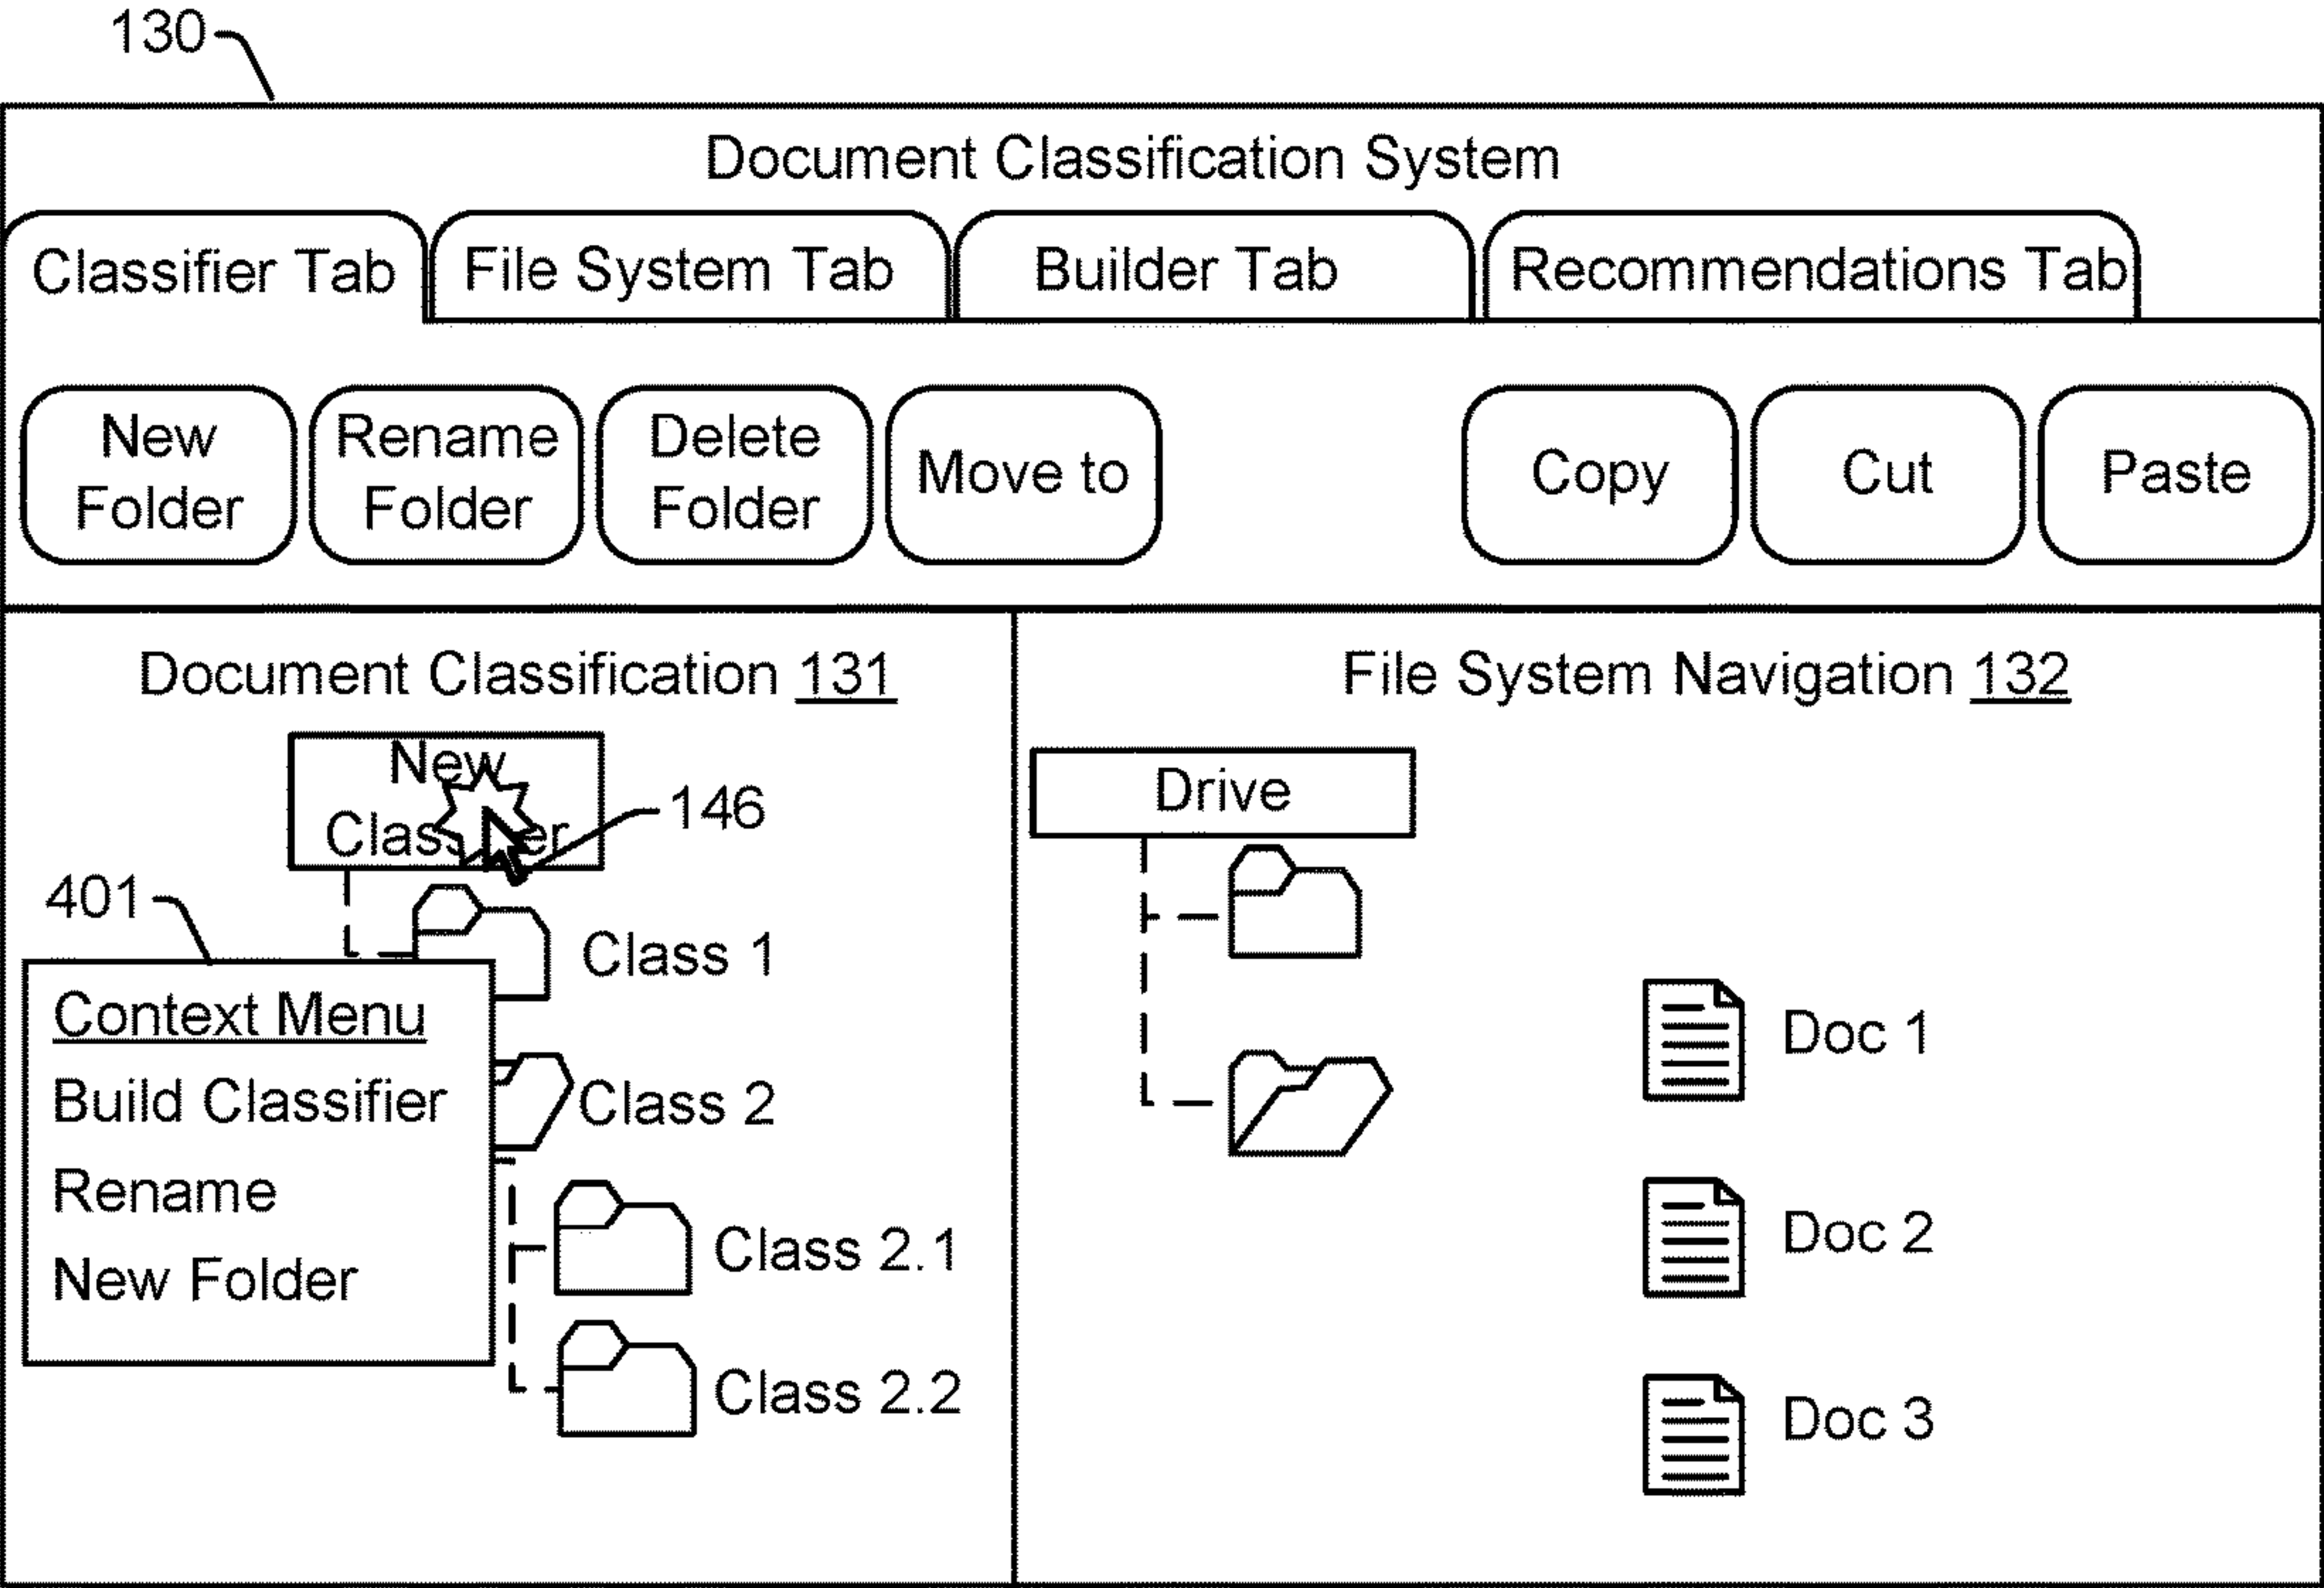 130
Document Classification System
Classifier Tab
File System Tab
Builder Tab
Recommendations Tab
New
Folder
Rename
Folder
Delete
Folder
Move to
Copy
Cut
Paste
Document Classification 131
New
Classifier
146
401
Class 1
Context Menu
Build Classifier
Rename
New Folder
Class 2
Class 2.1
Class 2.2
File System Navigation 132
Drive
Doc 1
Doc 2
Doc 3